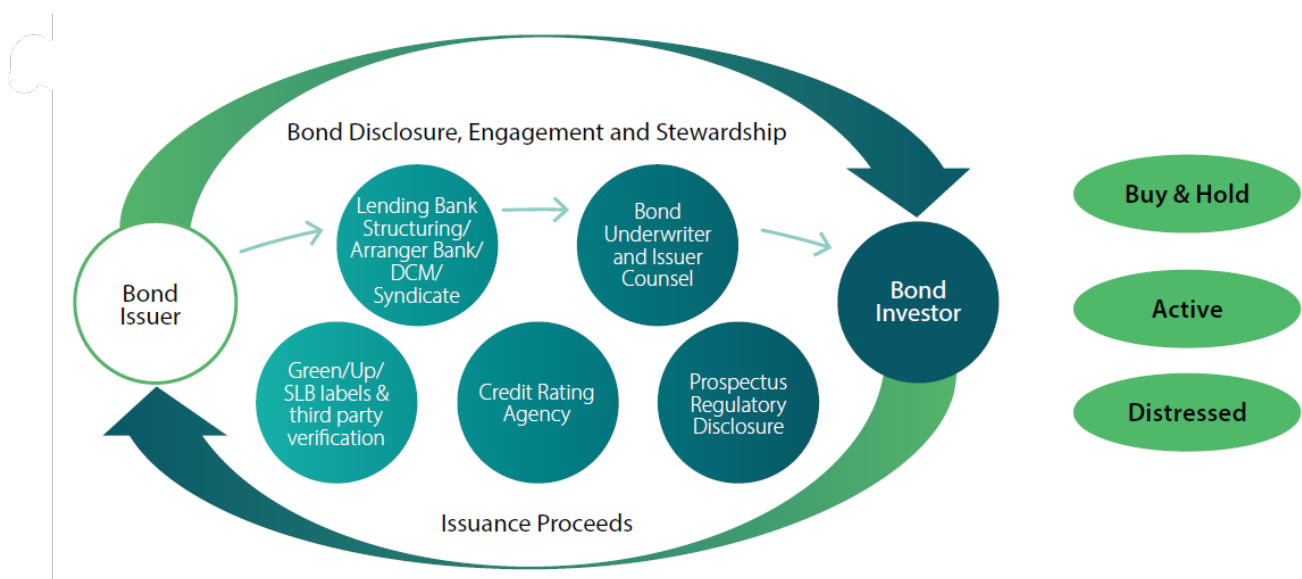 Bond Disclosure, Engagement and Stewardship
Bond
Issuer
Lending Bank
Structuring/
Arranger Bank/
DCM/
Syndicate
Bond
Underwriter
and Issuer
Counsel
Bond
Investor
Green/Up/
SLB labels &
third party
verification
Credit Rating
Agency
Prospectus
Regulatory
Disclosure
Issuance Proceeds
Buy & Hold
Active
Distressed